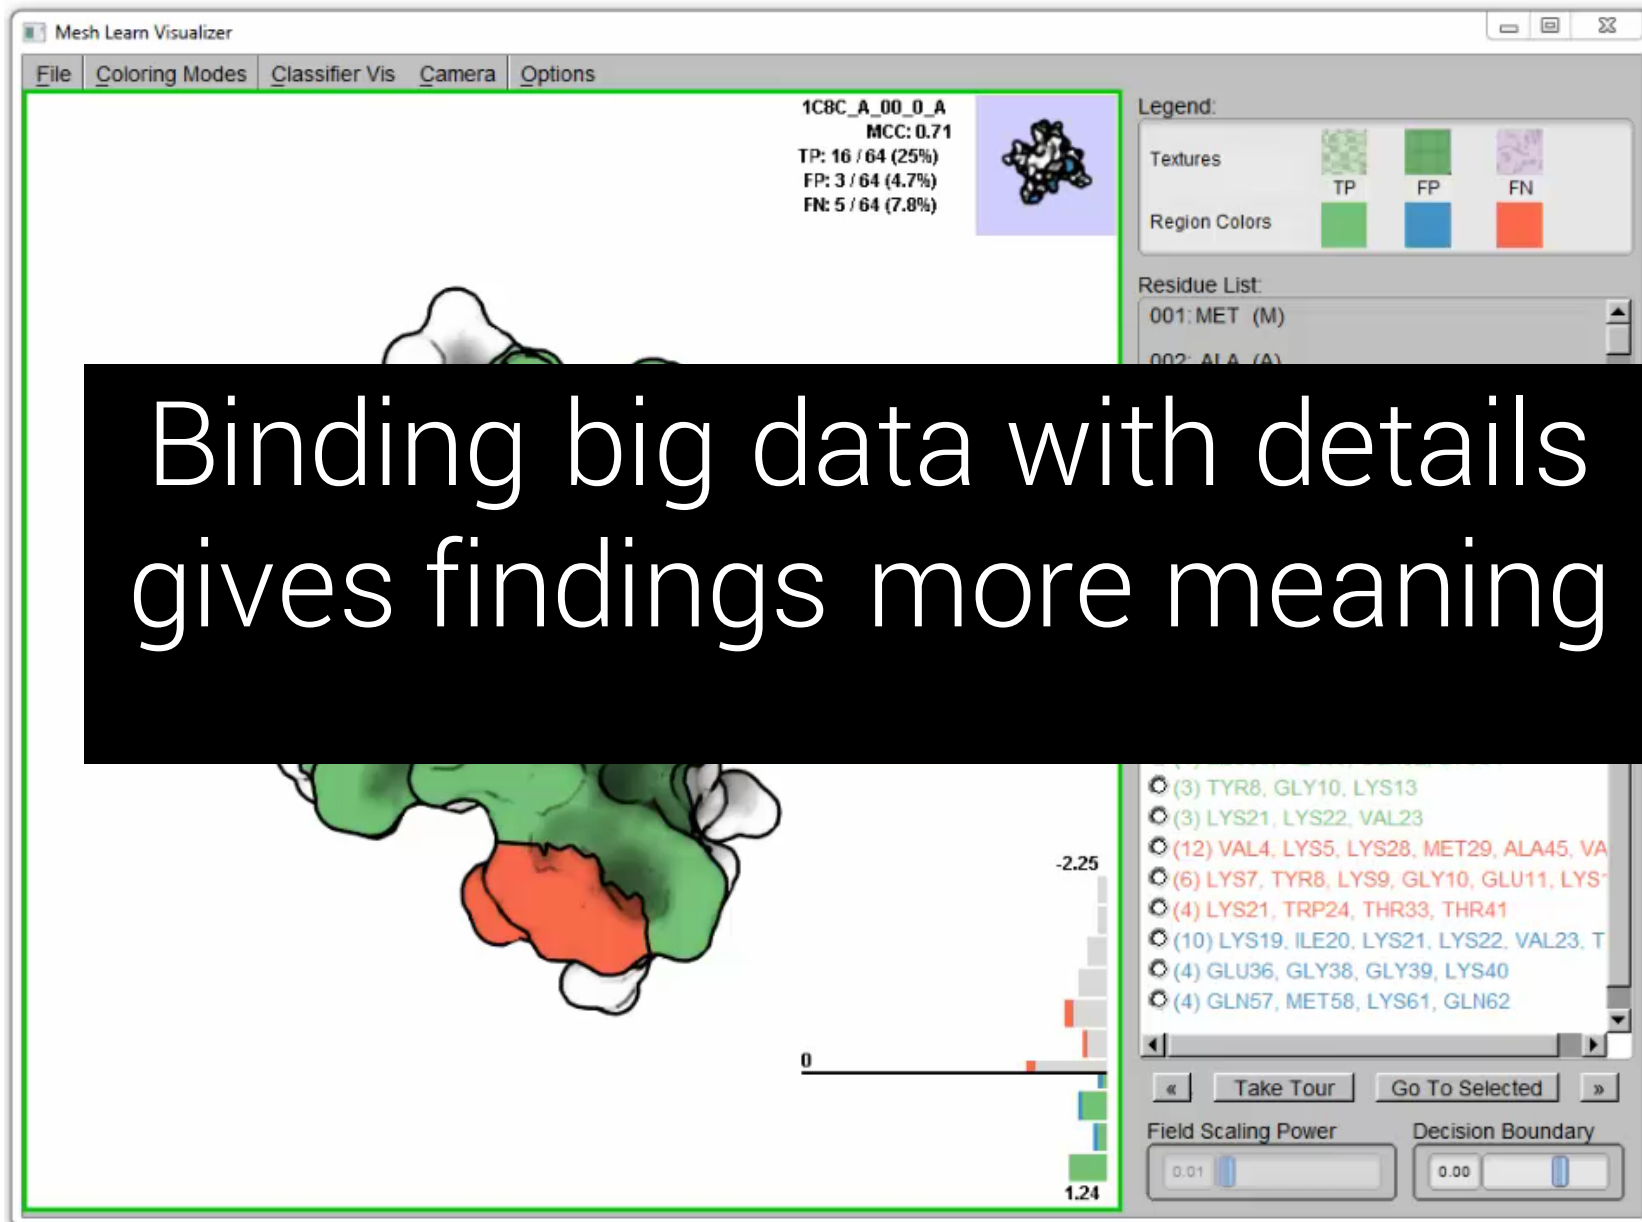 Mesh Learn Visualizer
File Coloring Modes Classifier Vis Camera Options
1C8C_A_00_0_A
MCC: 0.71
TP: 16 / 64 (25%)
FP: 3 / 64 (4.7%)
FN: 5 / 64 (7.8%)
Legend:
Textures
TP FP FN
Region Colors
Residue List:
001: MET (M)
002: ALA (A)
Binding big data with details
gives findings more meaning
(3) TYR8, GLY10, LYS13
(3) LYS21, LYS22, VAL23
(12) VAL4, LYS5, LYS28, MET29, ALA45, VA
(6) LYS7, TYR8, LYS9, GLY10, GLU11, LYS
(4) LYS21, TRP24, THR33, THR41
(10) LYS19, ILE20, LYS21, LYS22, VAL23, T
(4) GLU36, GLY38, GLY39, LYS40
(4) GLN57, MET58, LYS61, GLN62
-2.25
0
1.24
« Take Tour Go To Selected »
Field Scaling Power Decision Boundary
0.01 0.00